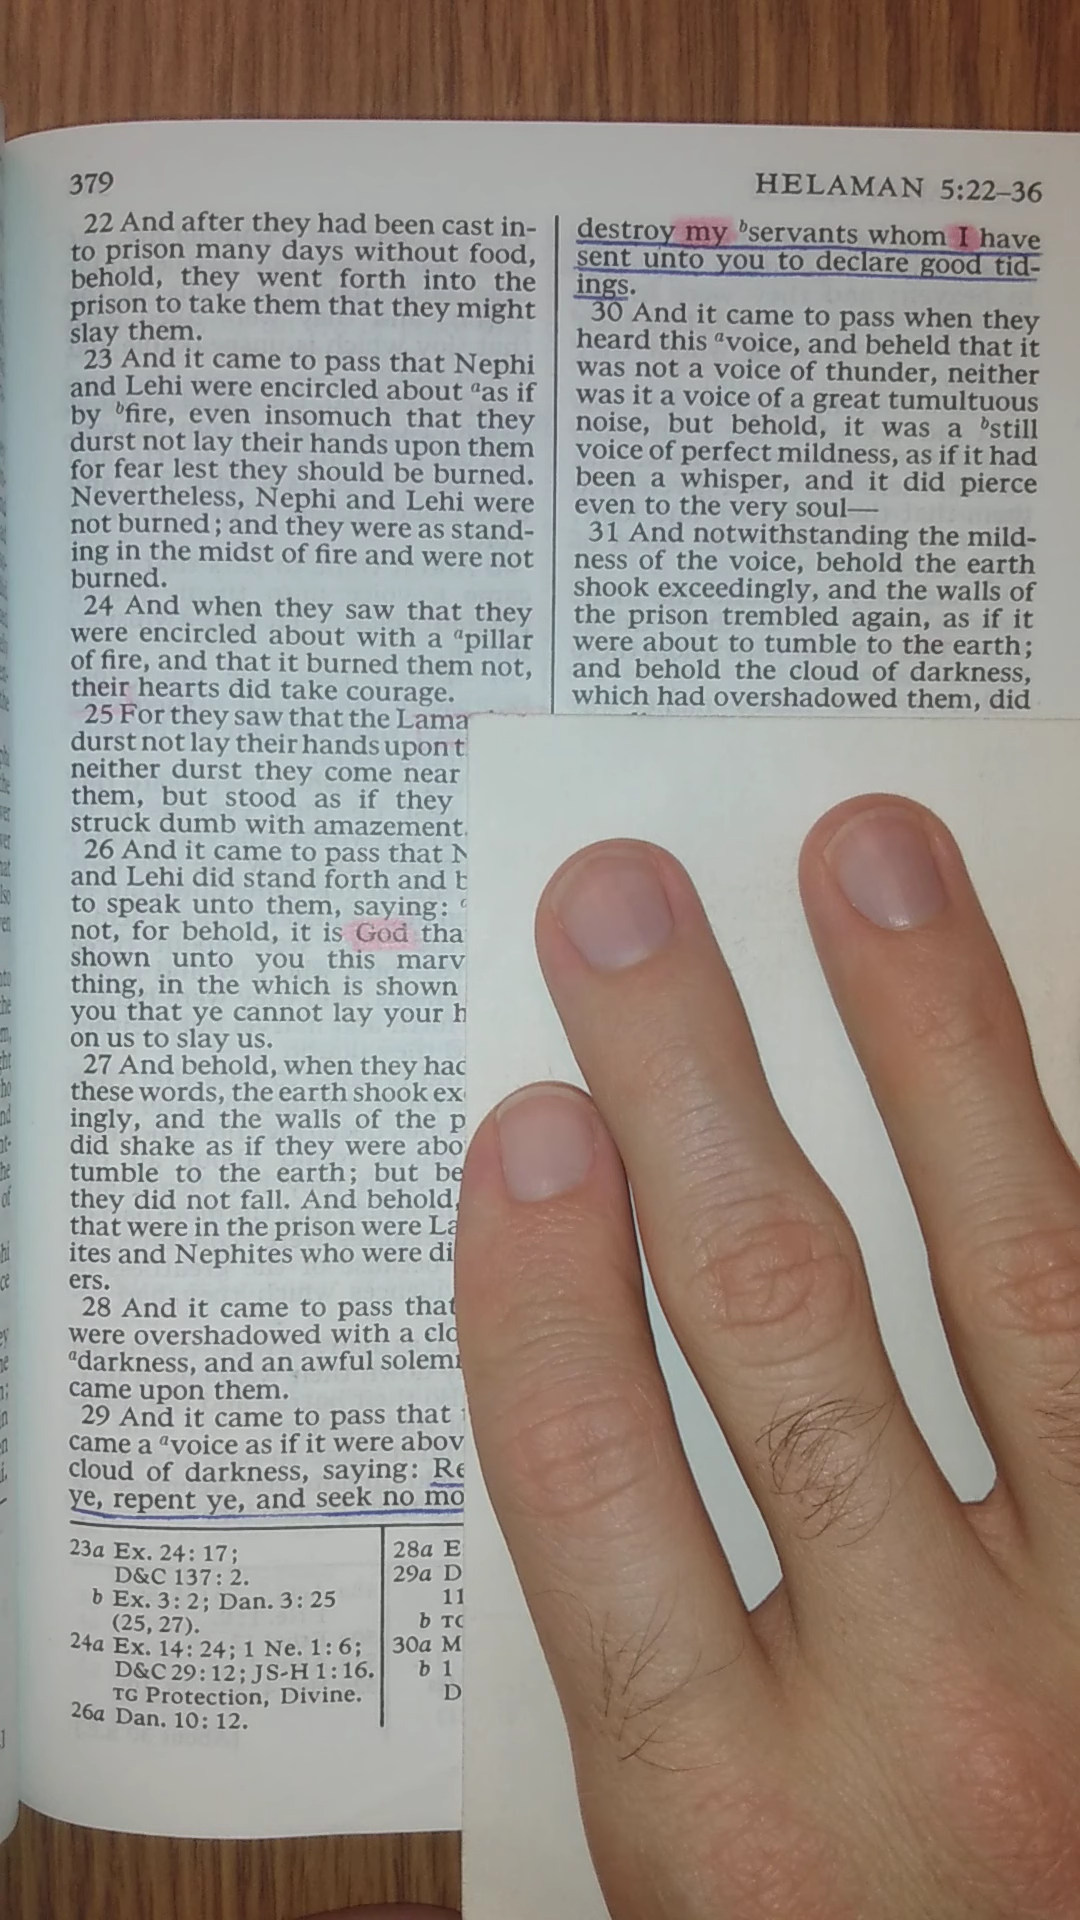 379
HELAMAN 5:22–36
22 And after they had been cast in-
to prison many days without food,
behold, they went forth into the
prison to take them that they might
slay them.
23 And it came to pass that Nephi
and Lehi were encircled about a as if
by b fire, even insomuch that they
durst not lay their hands upon them
for fear lest they should be burned.
Nevertheless, Nephi and Lehi were
not burned; and they were as stand-
ing in the midst of fire and were not
burned.
24 And when they saw that they
were encircled about with a a pillar
of fire, and that it burned them not,
their hearts did take courage.
25 For they saw that the Lama
durst not lay their hands upon t
neither durst they come near
them, but stood as if they
struck dumb with amazement.
26 And it came to pass that N
and Lehi did stand forth and b
to speak unto them, saying:
not, for behold, it is God tha
shown unto you this marv
thing, in the which is shown
you that ye cannot lay your h
on us to slay us.
27 And behold, when they had
these words, the earth shook ex
ingly, and the walls of the p
did shake as if they were abo
tumble to the earth; but be
they did not fall. And behold,
that were in the prison were La
ites and Nephites who were di
ers.
28 And it came to pass that
were overshadowed with a clo
a darkness, and an awful solem
came upon them.
29 And it came to pass that
came a a voice as if it were abov
cloud of darkness, saying: Re
ye, repent ye, and seek no mo
23a Ex. 24:17;
D&C 137:2.
b Ex. 3:2; Dan. 3:25
(25, 27).
24a Ex. 14:24; 1 Ne. 1:6;
D&C 29:12; JS-H 1:16.
TG Protection, Divine.
26a Dan. 10:12.
28a E
29a D
11
b TG
30a M
b 1
D
destroy my b servants whom I have
sent unto you to declare good tid-
ings.
30 And it came to pass when they
heard this a voice, and beheld that it
was not a voice of thunder, neither
was it a voice of a great tumultuous
noise, but behold, it was a b still
voice of perfect mildness, as if it had
been a whisper, and it did pierce
even to the very soul—
31 And notwithstanding the mild-
ness of the voice, behold the earth
shook exceedingly, and the walls of
the prison trembled again, as if it
were about to tumble to the earth;
and behold the cloud of darkness,
which had overshadowed them, did